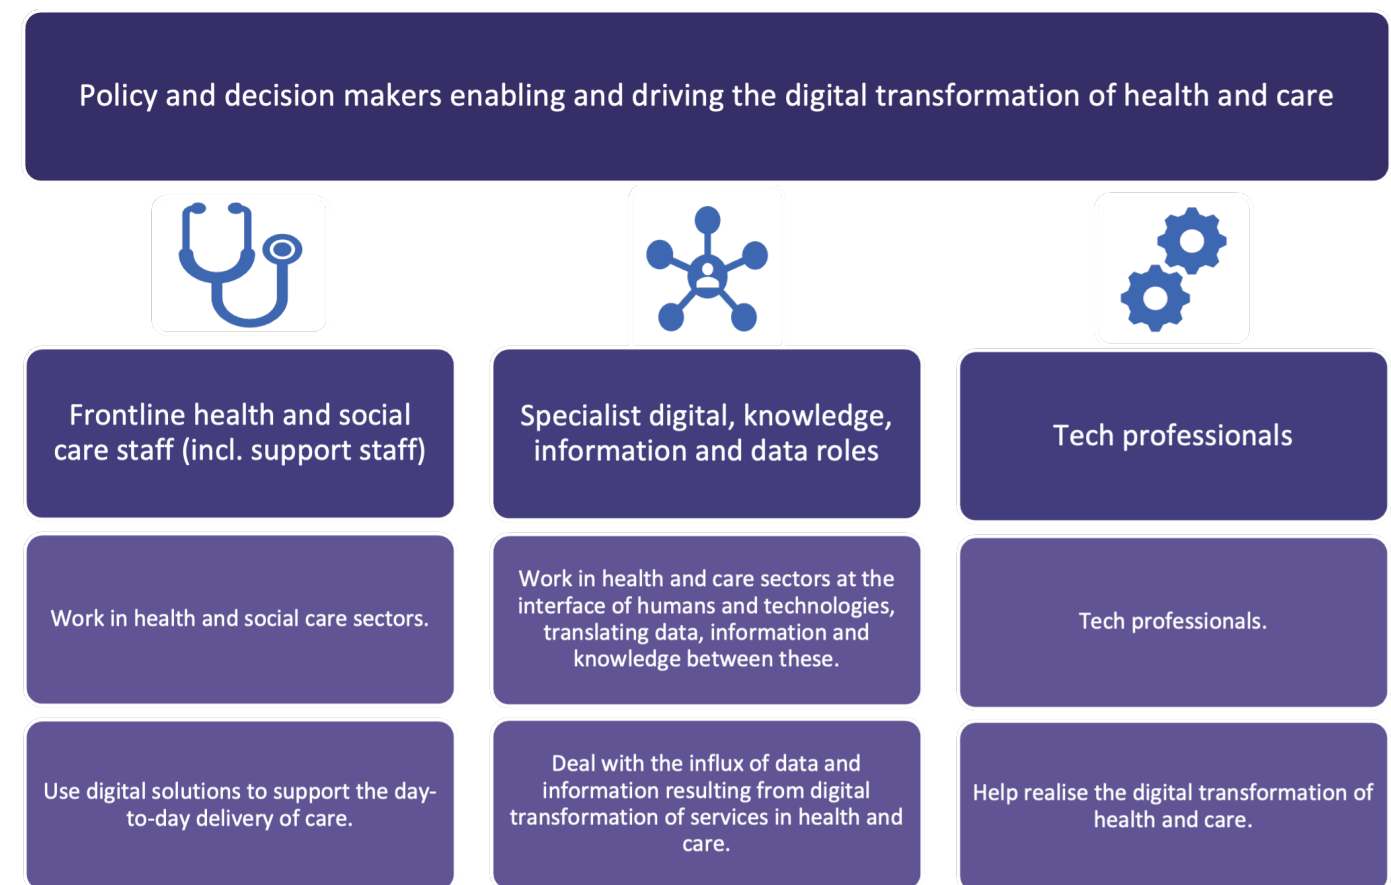 Policy and decision makers enabling and driving the digital transformation of health and care
Frontline health and social
care staff (incl. support staff)
Specialist digital, knowledge,
information and data roles
Tech professionals
Work in health and social care sectors.
Work in health and care sectors at the
interface of humans and technologies,
translating data, information and
knowledge between these.
Tech professionals.
Use digital solutions to support the day-
to-day delivery of care.
Deal with the influx of data and
information resulting from digital
transformation of services in health and
care.
Help realise the digital transformation of
health and care.